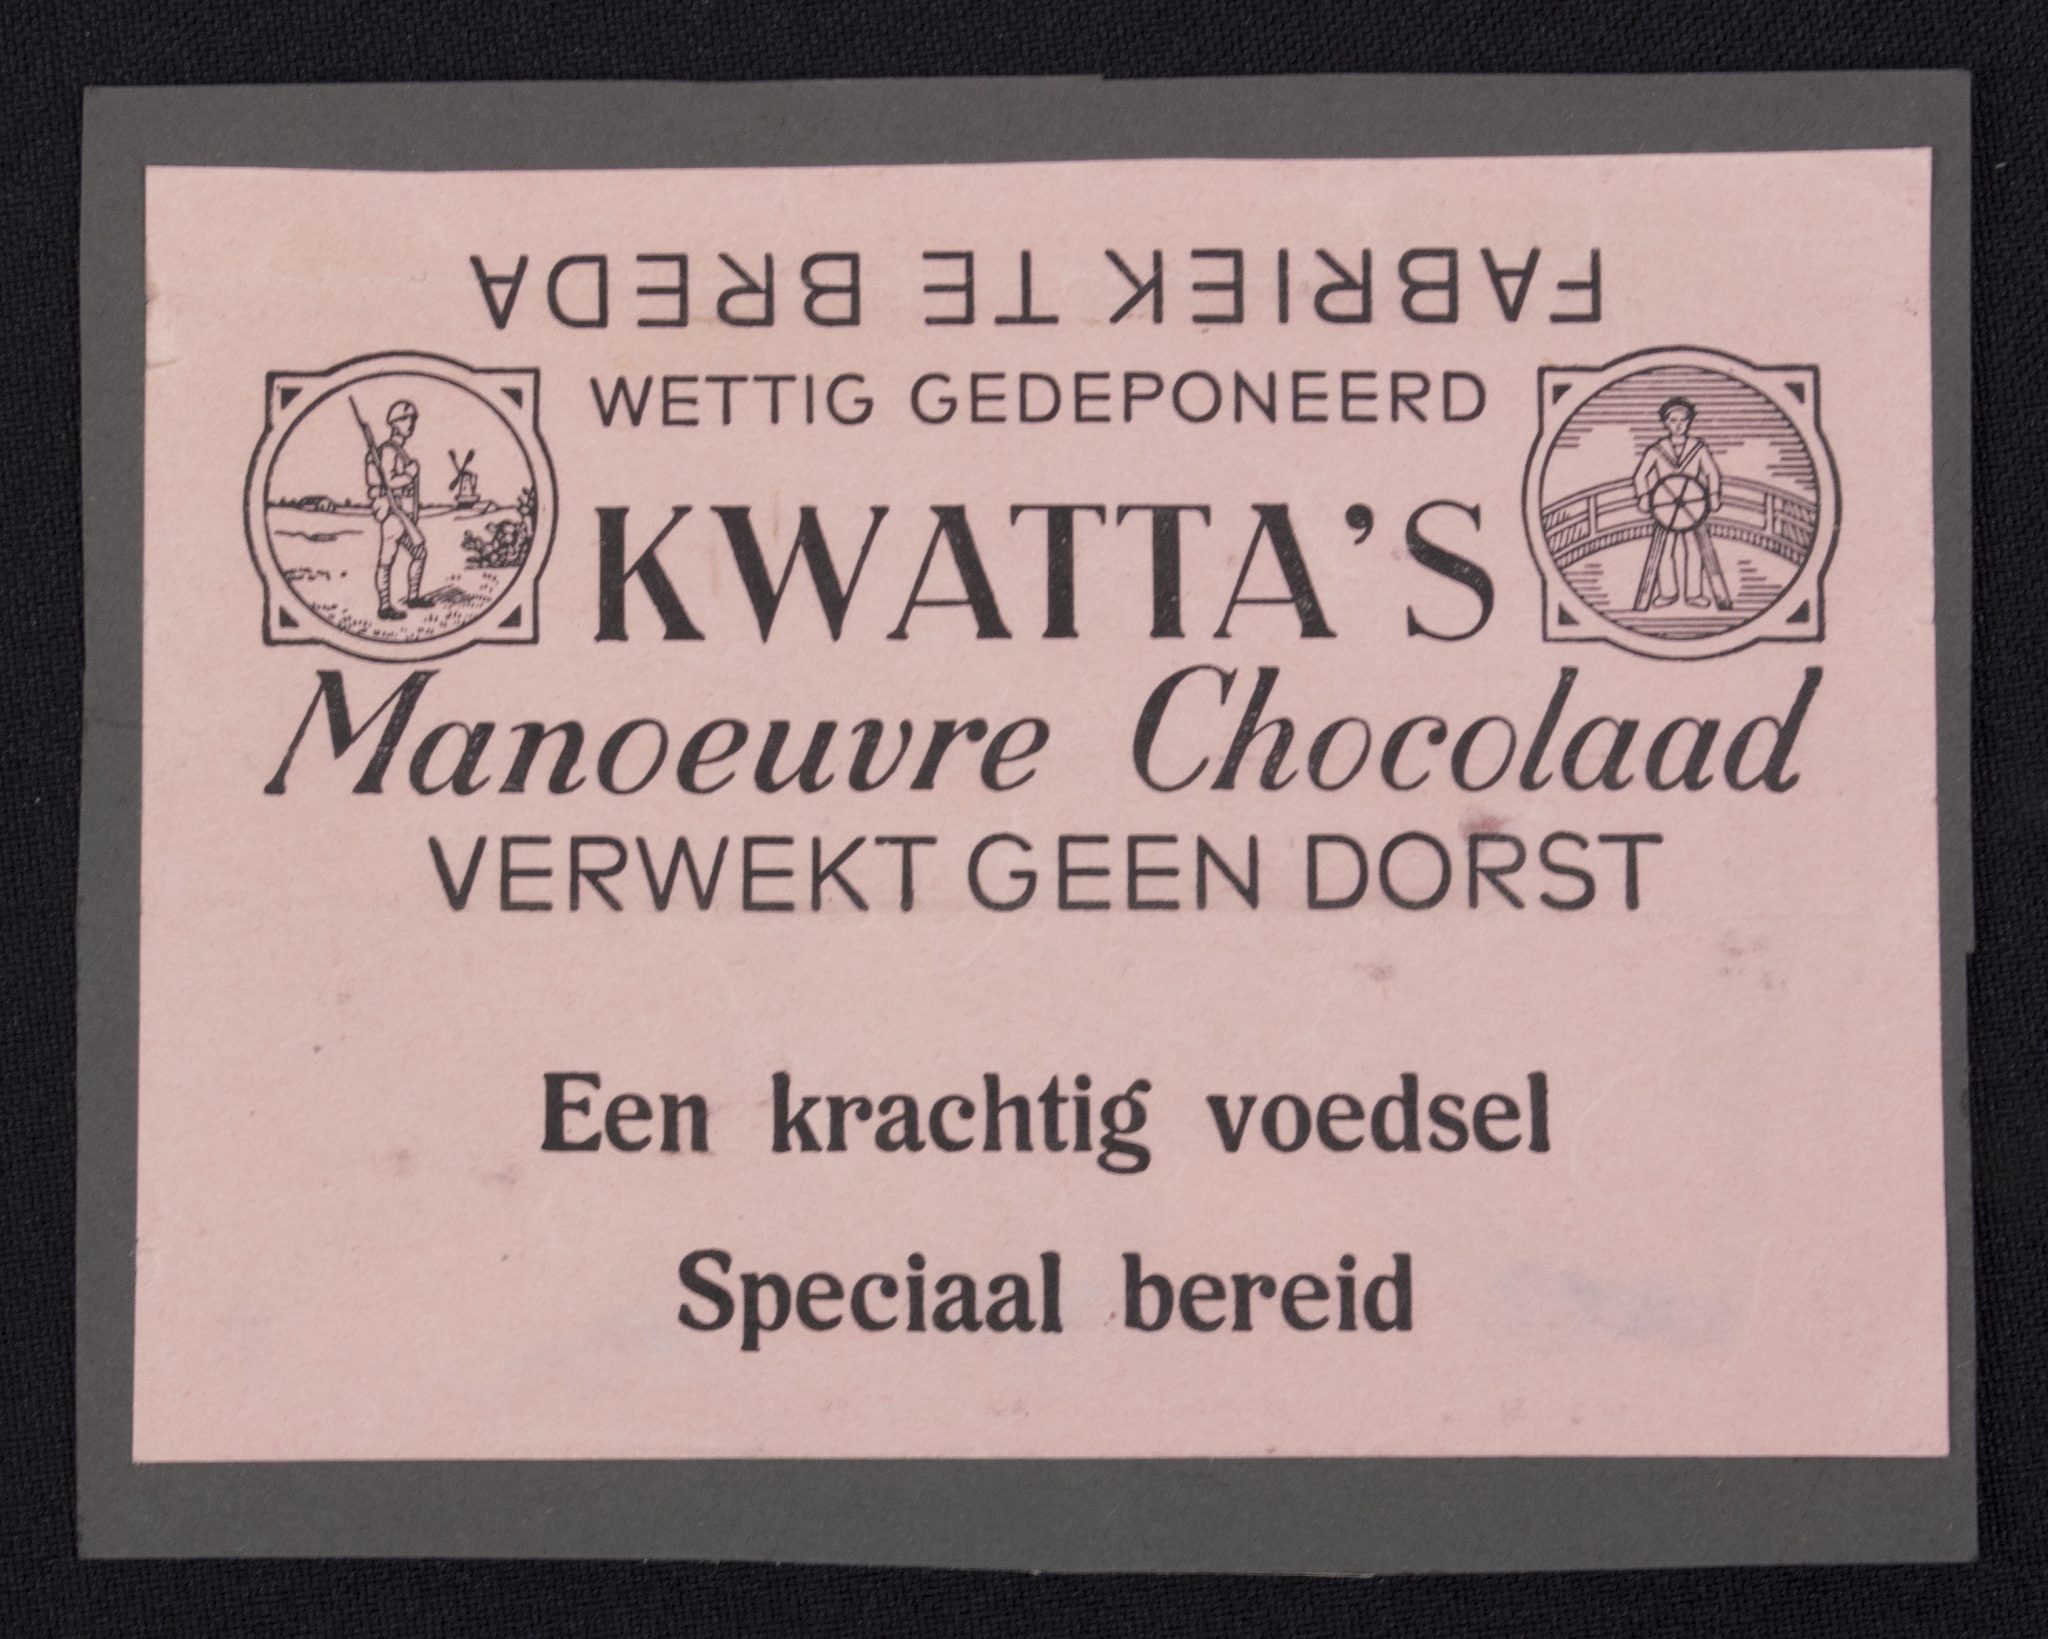 FABRIEK TE BREDA
WETTIG GEDEPONEERD
KWATTA'S
Manoeuvre Chocolaad
VERWEKT GEEN DORST
Een krachtig voedsel
Speciaal bereid